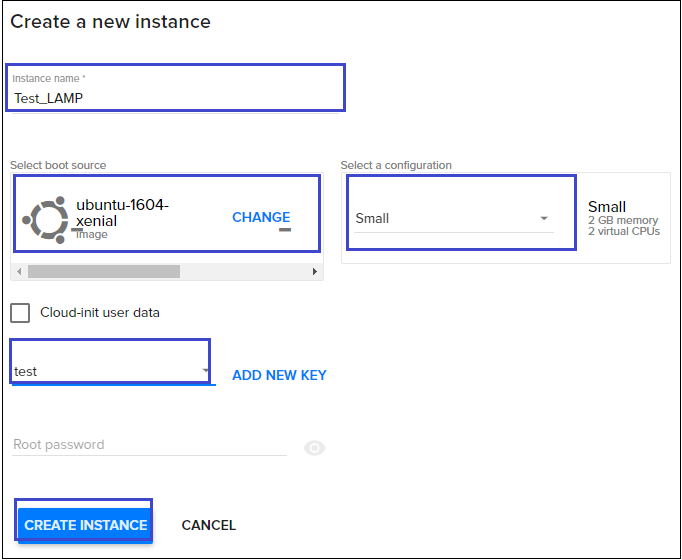 Create a new instance
Instance name *
Test_LAMP
Select boot source
Select a configuration
ubuntu-1604-
xenial
image
CHANGE
Small
Small
2 GB memory
2 virtual CPUs
Cloud-init user data
test
ADD NEW KEY
Root password
CREATE INSTANCE
CANCEL